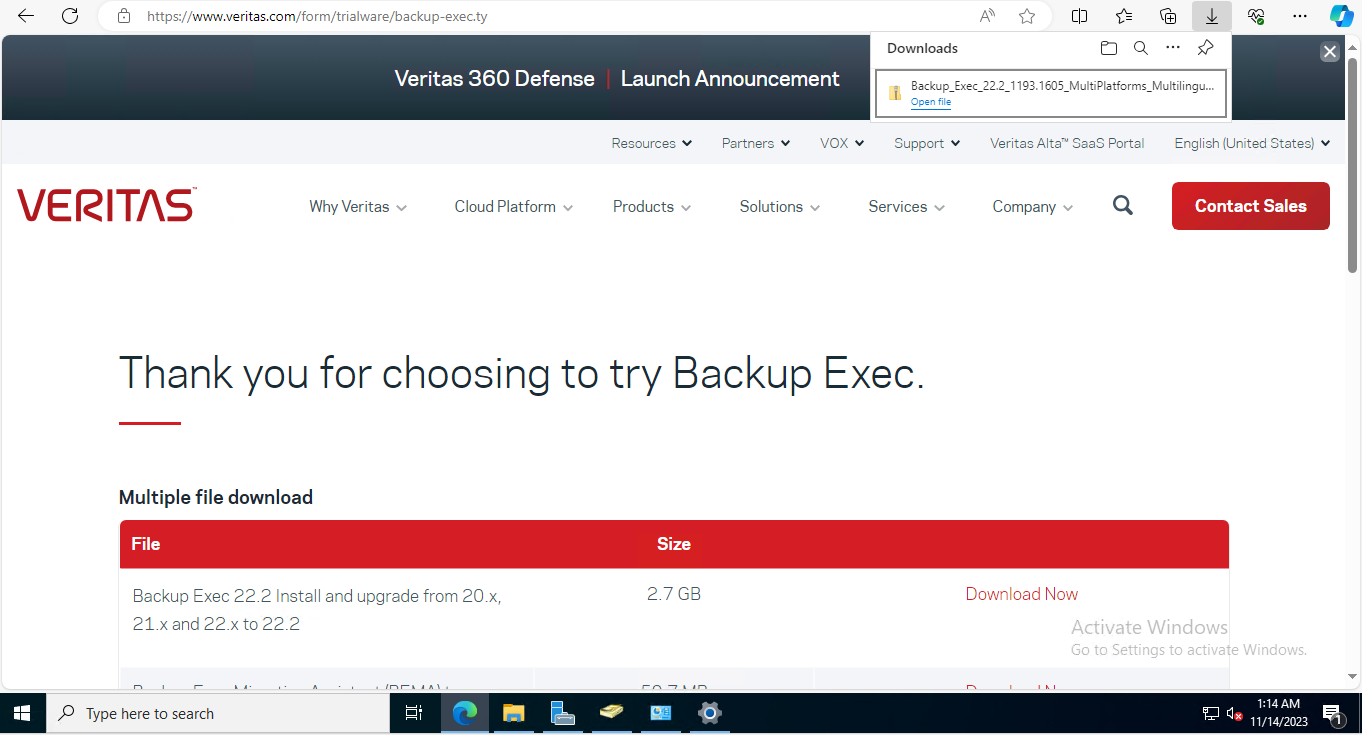 https://www.veritas.com/form/trialware/backup-exec.ty
Downloads
Backup_Exec_22.2_1193.1605_MultiPlatforms_Multilingu...
Open file
Veritas 360 Defense | Launch Announcement
Resources Partners VOX Support Veritas Alta™ SaaS Portal English (United States)
VERITAS™ Why Veritas Cloud Platform Products Solutions Services Company Contact Sales
Thank you for choosing to try Backup Exec.
Multiple file download
File Size
Backup Exec 22.2 Install and upgrade from 20.x, 2.7 GB Download Now
21.x and 22.x to 22.2
Activate Windows
Go to Settings to activate Windows.
Type here to search
1:14 AM
11/14/2023
1